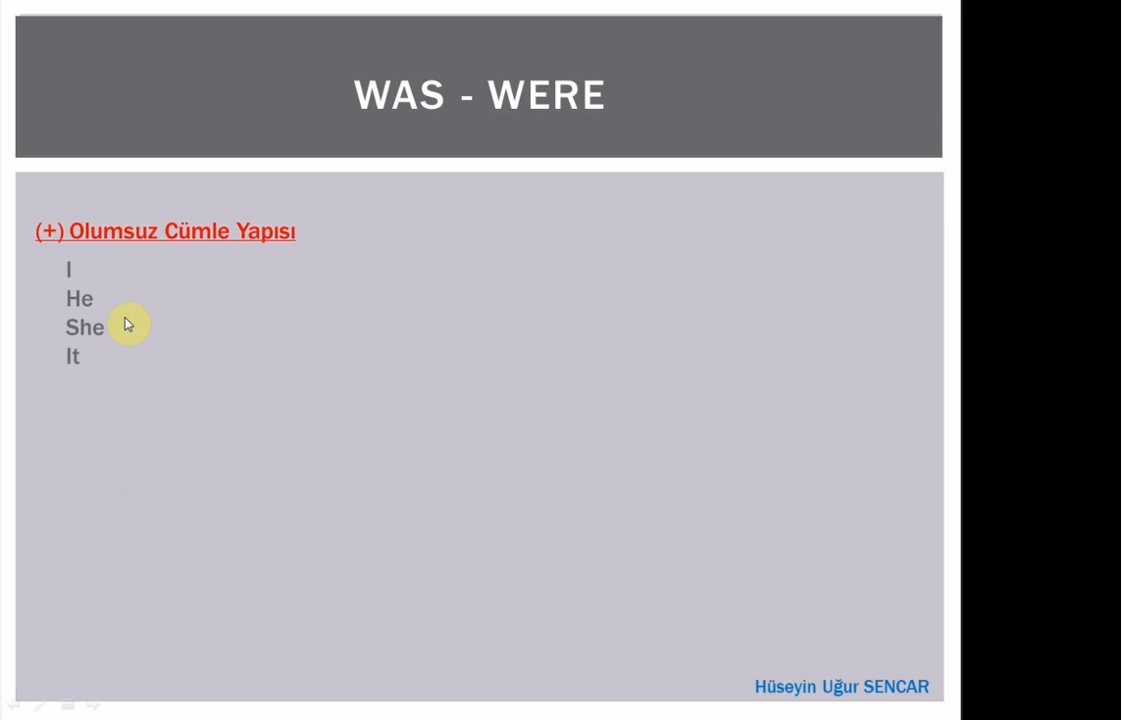 WAS - WERE
(+) Olumsuz Cümle Yapısı
I
He
She
It
Hüseyin Uğur SENCAR